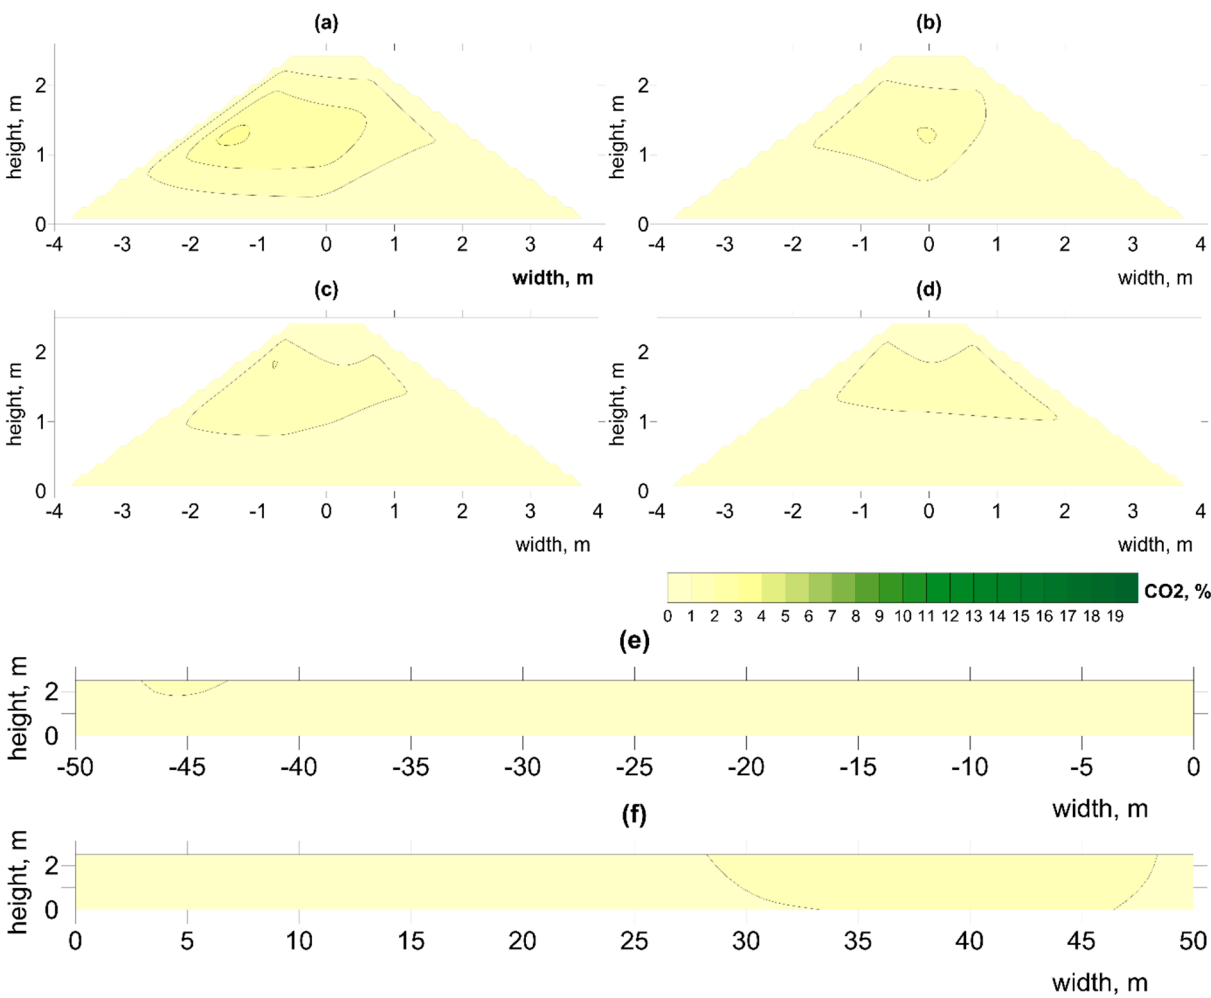 (a) (b)
height, m 2 1 0 height, m 2 1 0
-4 -3 -2 -1 0 1 2 3 4 -4 -3 -2 -1 0 1 2 3 4
width, m width, m
(c) (d)
height, m 2 1 0 height, m 2 1 0
-4 -3 -2 -1 0 1 2 3 4 -4 -3 -2 -1 0 1 2 3 4
width, m width, m
CO2, %
0 1 2 3 4 5 6 7 8 9 10 11 12 13 14 15 16 17 18 19
(e)
height, m 2 0
-50 -45 -40 -35 -30 -25 -20 -15 -10 -5 0
width, m
(f)
height, m 2 0
0 5 10 15 20 25 30 35 40 45 50
width, m